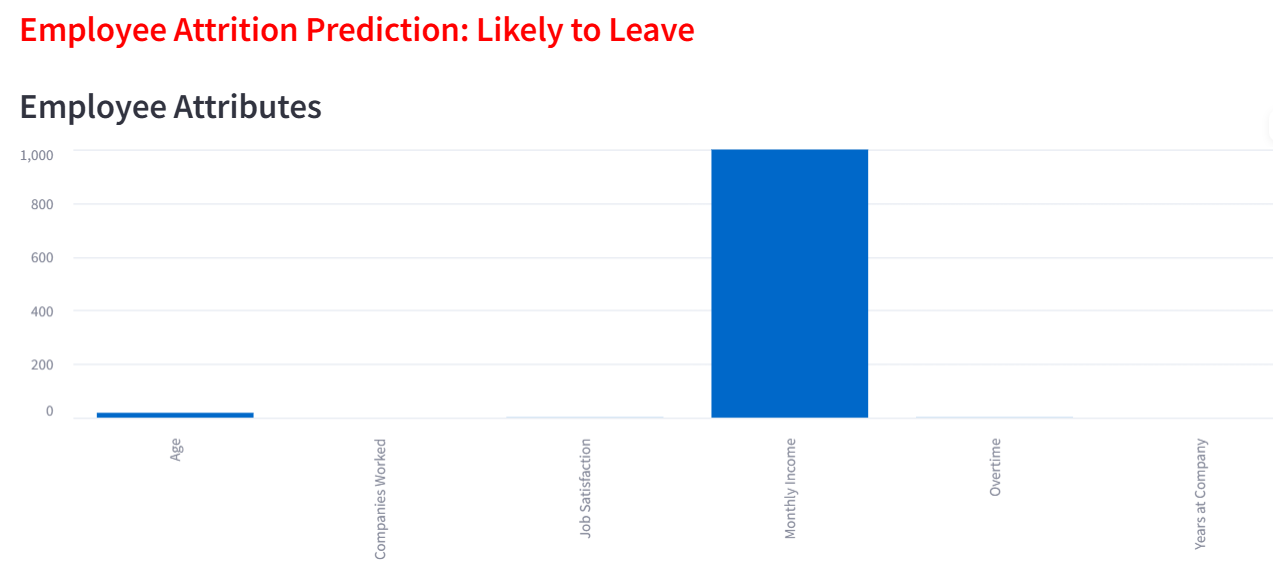 Employee Attrition Prediction: Likely to Leave
Employee Attributes
1,000
800
600
400
200
0
Age
Companies Worked
Job Satisfaction
Monthly Income
Overtime
Years at Company